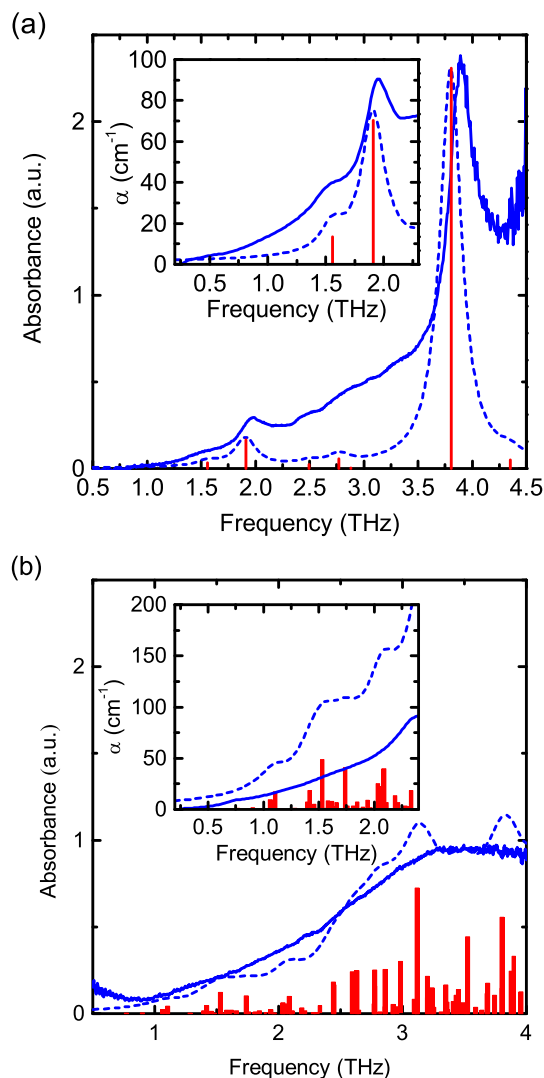 (a)
2
1
0
Absorbance (a.u.)
0.5 1.0 1.5 2.0 2.5 3.0 3.5 4.0 4.5
Frequency (THz)
100
80
60
40
20
0
α (cm⁻¹)
0.5 1.0 1.5 2.0
Frequency (THz)
(b)
2
1
0
Absorbance (a.u.)
1 2 3 4
Frequency (THz)
200
150
100
50
0
α (cm⁻¹)
0.5 1.0 1.5 2.0
Frequency (THz)